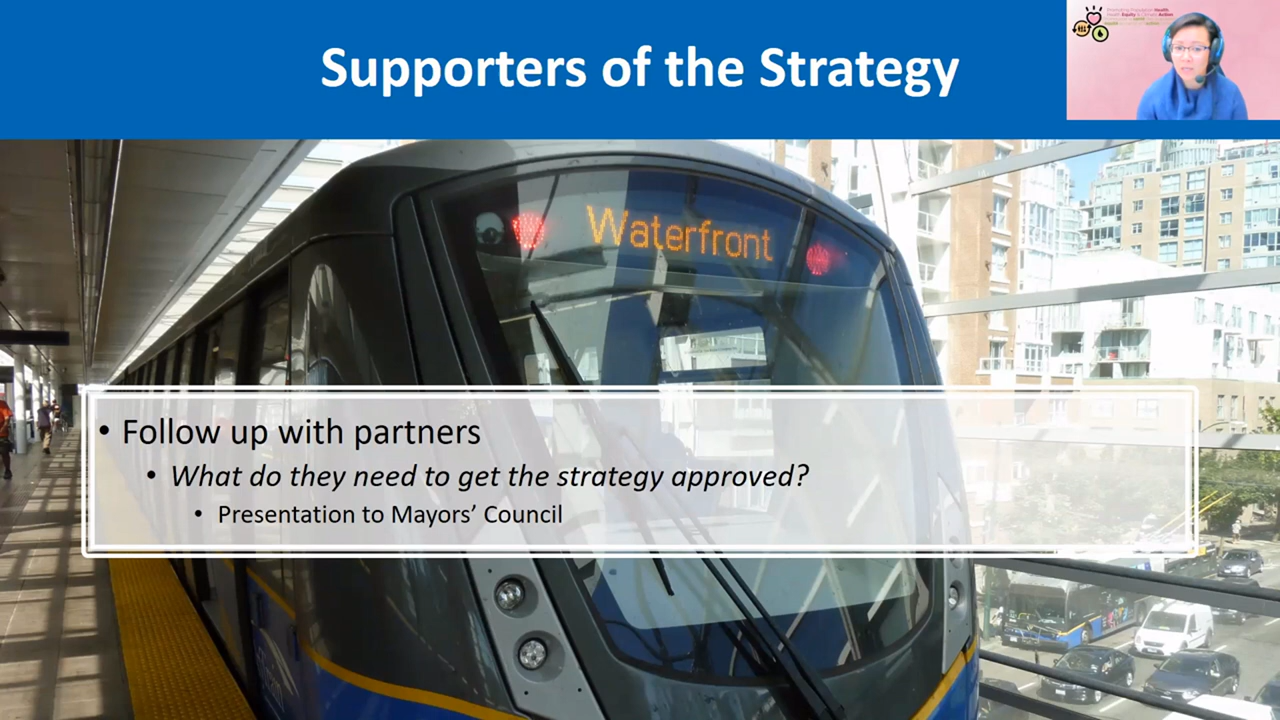 Supporters of the Strategy
Waterfront
• Follow up with partners
• What do they need to get the strategy approved?
• Presentation to Mayors' Council